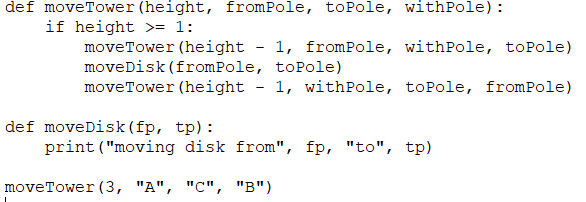 def moveTower(height, fromPole, toPole, withPole):
    if height >= 1:
        moveTower(height - 1, fromPole, withPole, toPole)
        moveDisk(fromPole, toPole)
        moveTower(height - 1, withPole, toPole, fromPole)

def moveDisk(fp, tp):
    print("moving disk from", fp, "to", tp)

moveTower(3, "A", "C", "B")